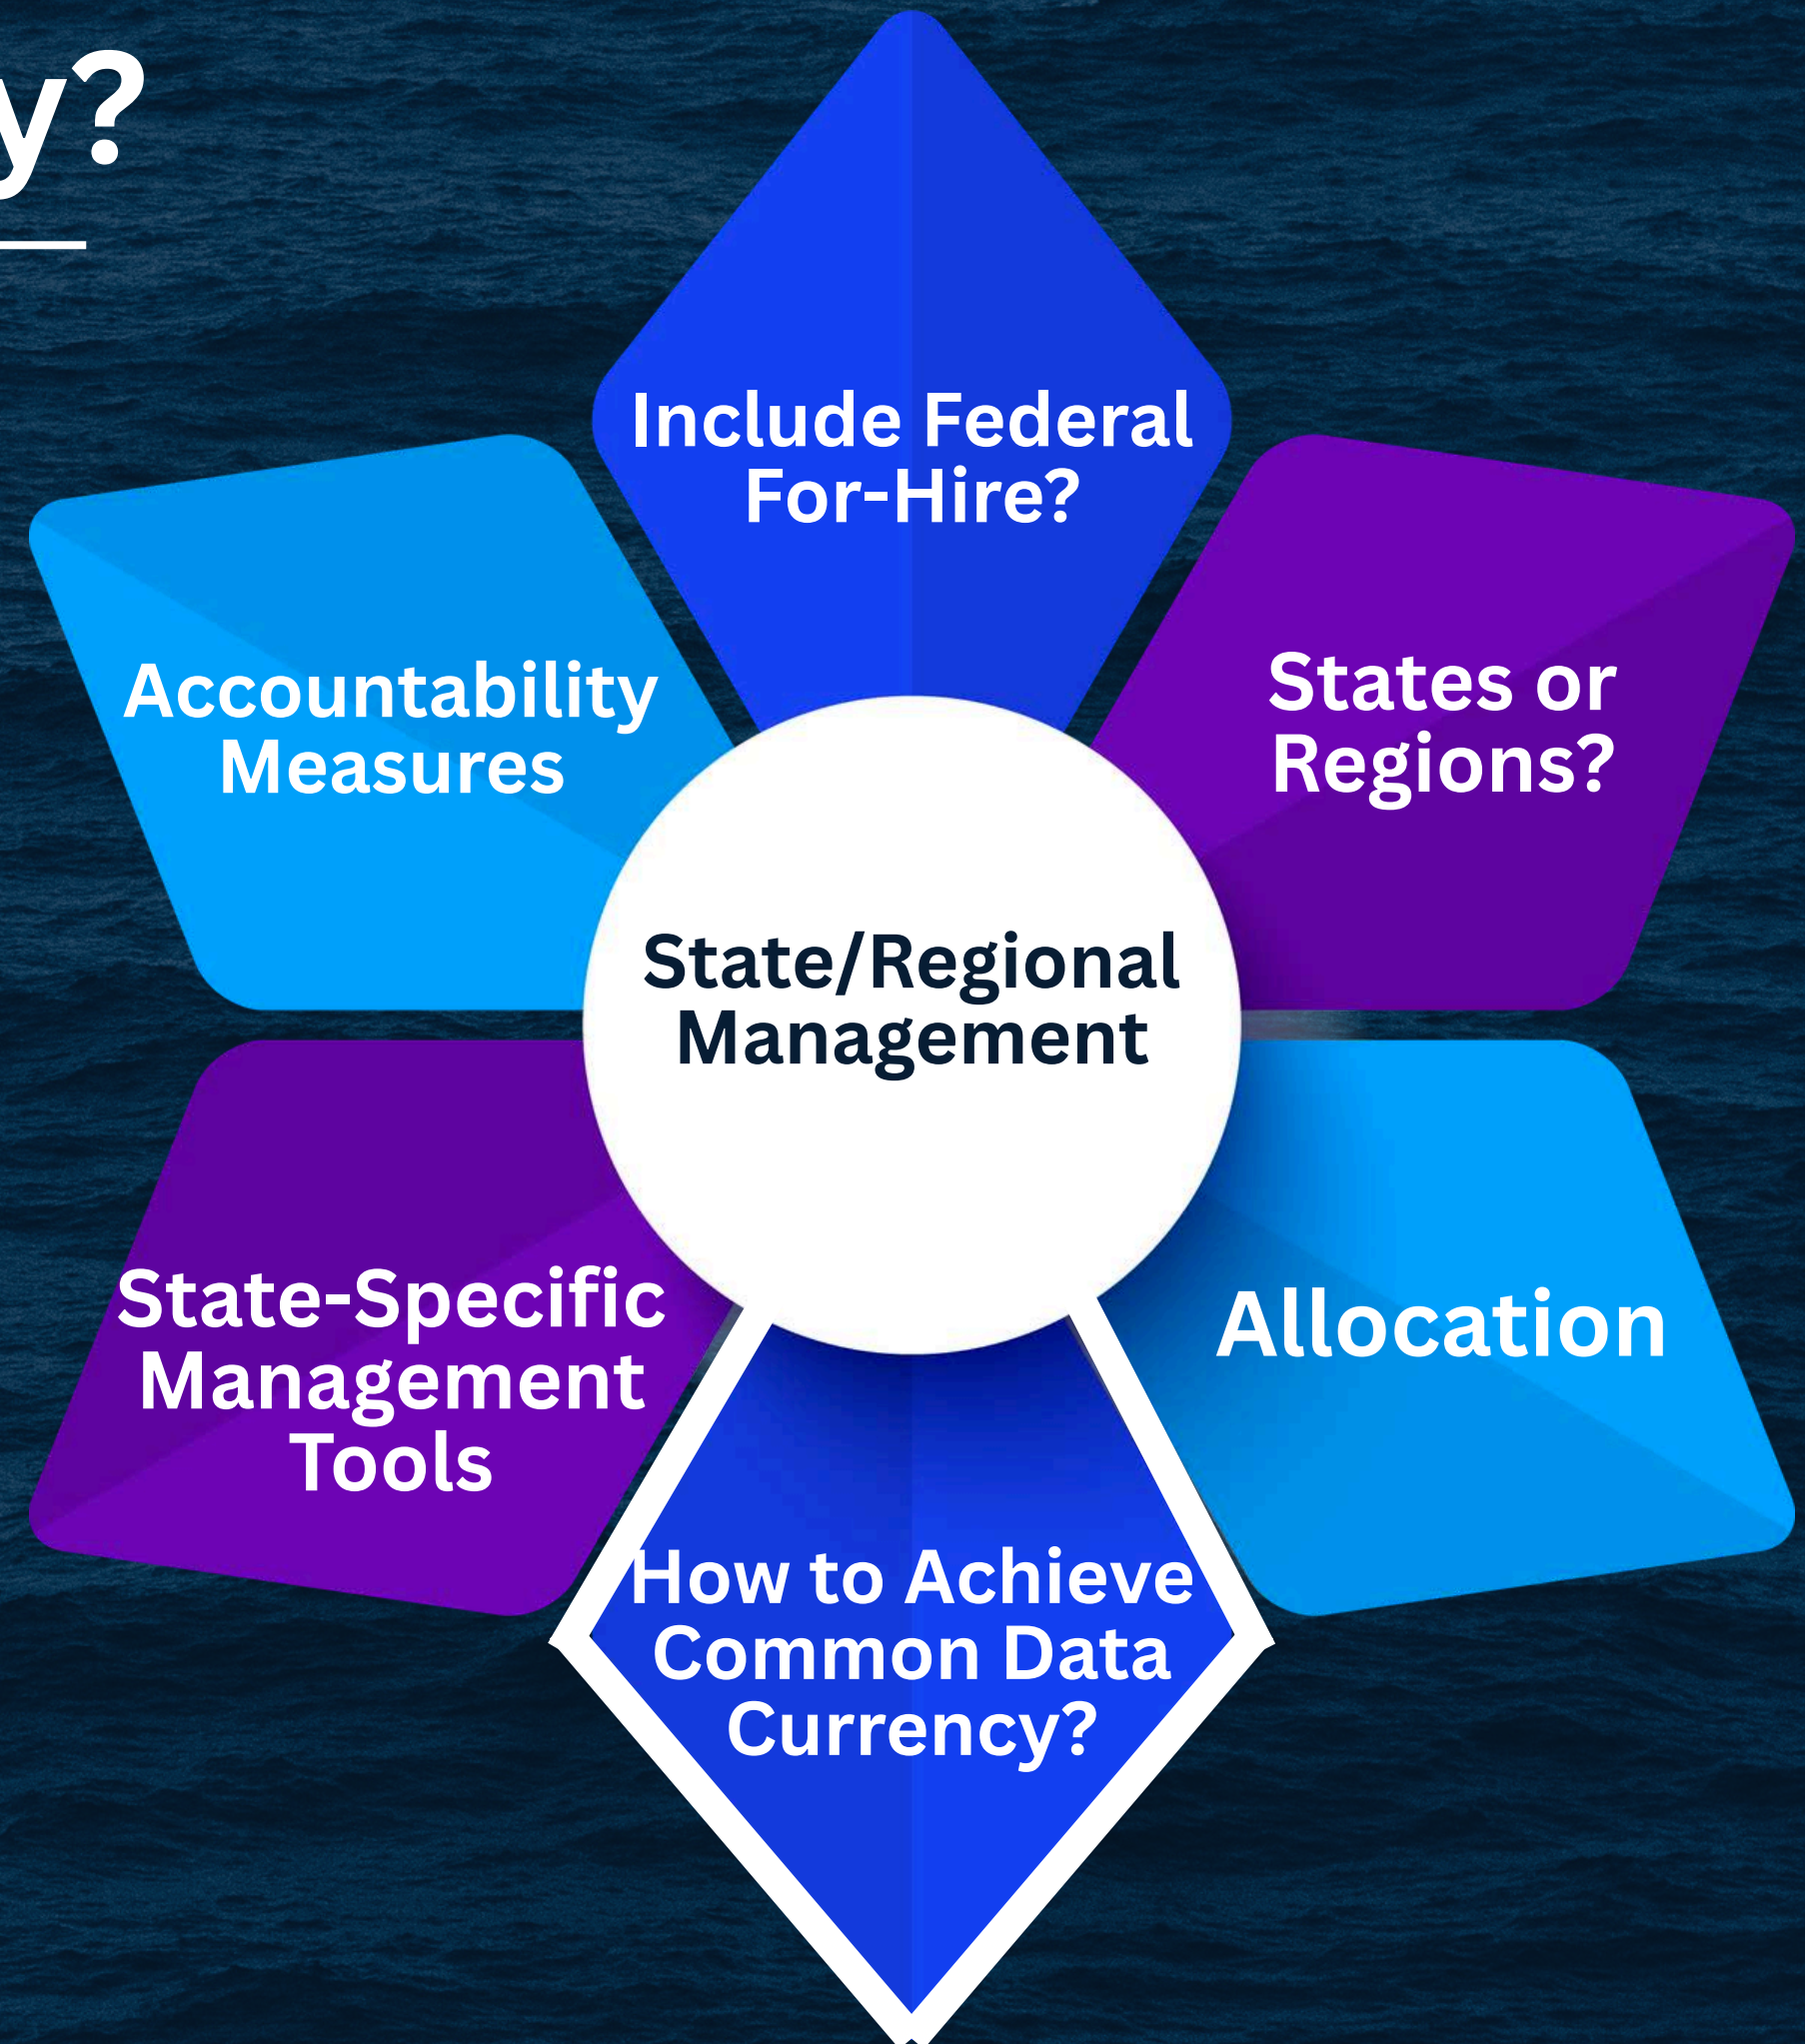 y?
Include Federal
For-Hire?
Accountability
Measures
States or
Regions?
State/Regional
Management
State-Specific
Management
Tools
Allocation
How to Achieve
Common Data
Currency?